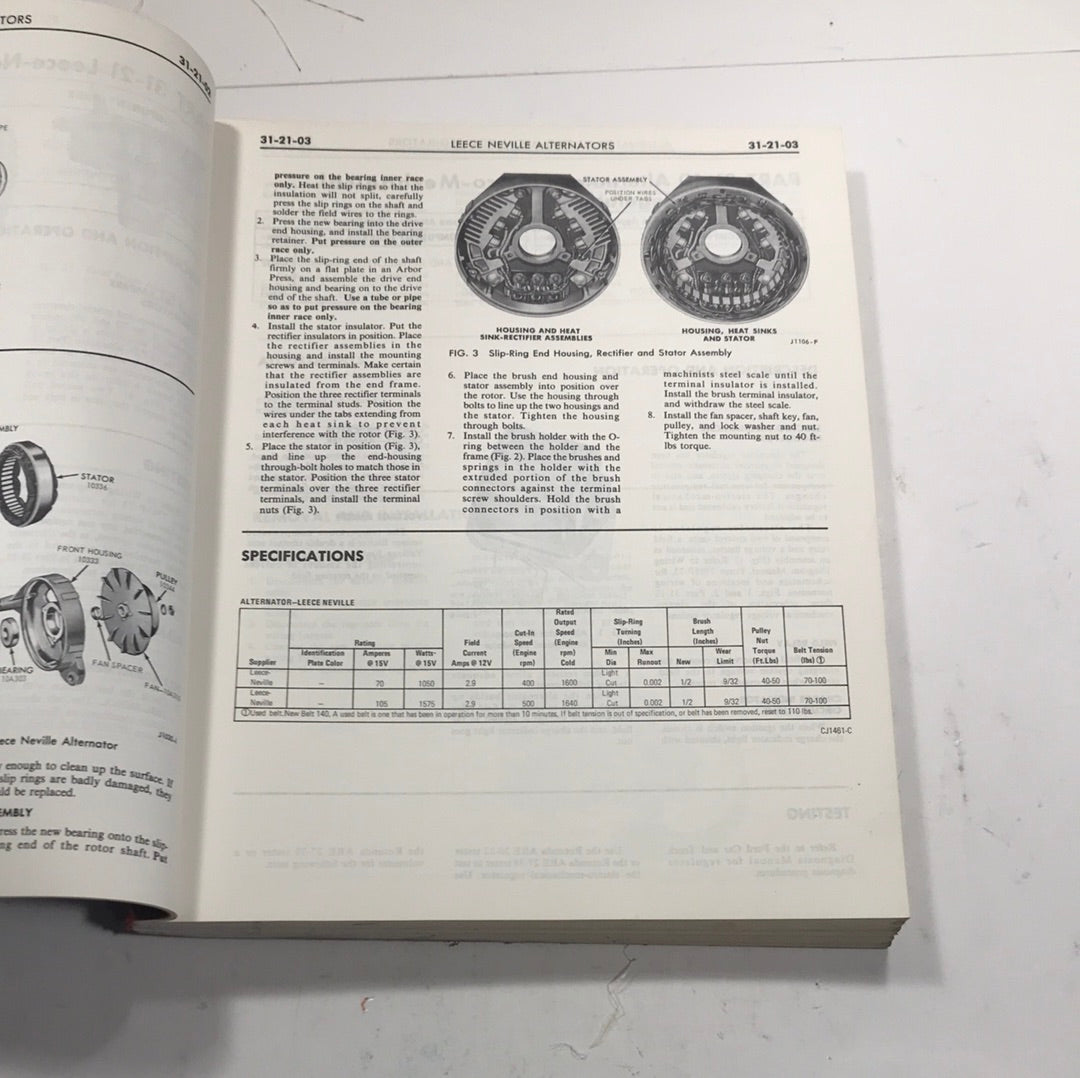 TORS
31-21-02
MBLY
STATOR
10336
FRONT HOUSING
10333
PULLEY
10344
EARING
10A303
FAN SPACER
ece Neville Alternator
enough to clean up the surface. If
slip rings are badly damaged, they
ld be replaced.
EMBLY
ress the new bearing onto the slip-
ng end of the rotor shaft. Put
31-21-03
LEECE NEVILLE ALTERNATORS
31-21-03
pressure on the bearing inner race
only. Heat the slip rings so that the
insulation will not split, carefully
press the slip rings on the shaft and
solder the field wires to the rings.
2. Press the new bearing into the drive
end housing, and install the bearing
retainer. Put pressure on the outer
race only.
3. Place the slip-ring end of the shaft
firmly on a flat plate in an Arbor
Press, and assemble the drive end
housing and bearing on to the drive
end of the shaft. Use a tube or pipe
so as to put pressure on the bearing
inner race only.
4. Install the stator insulator. Put the
rectifier insulators in position. Place
the rectifier assemblies in the
housing and install the mounting
screws and terminals. Make certain
that the rectifier assemblies are
insulated from the end frame.
Position the three rectifier terminals
to the terminal studs. Position the
wires under the tabs extending from
each heat sink to prevent
interference with the rotor (Fig. 3).
5. Place the stator in position (Fig. 3),
and line up the end-housing
through-bolt holes to match those in
the stator. Position the three stator
terminals over the three rectifier
terminals, and install the terminal
nuts (Fig. 3).
STATOR ASSEMBLY
POSITION WIRES
UNDER TABS
HOUSING AND HEAT
SINK-RECTIFIER ASSEMBLIES
HOUSING, HEAT SINKS
AND STATOR
J1106-P
FIG. 3 Slip-Ring End Housing, Rectifier and Stator Assembly
6. Place the brush end housing and
stator assembly into position over
the rotor. Use the housing through
bolts to line up the two housings and
the stator. Tighten the housing
through bolts.
7. Install the brush holder with the O-
ring between the holder and the
frame (Fig. 2). Place the brushes and
springs in the holder with the
extruded portion of the brush
connectors against the terminal
screw shoulders. Hold the brush
connectors in position with a
machinists steel scale until the
terminal insulator is installed.
Install the brush terminal insulator,
and withdraw the steel scale.
8. Install the fan spacer, shaft key, fan,
pulley, and lock washer and nut.
Tighten the mounting nut to 40 ft-
lbs torque.
SPECIFICATIONS
ALTERNATOR–LEECE NEVILLE
Supplier Identification Plate Color Rating Amperes @ 15V Watts- @ 15V Field Current Amps @ 12V Cut-In Speed (Engine rpm) Rated Output Speed (Engine rpm) Cold Slip-Ring Turning (Inches) Min Dia Max Runout Brush Length (Inches) New Wear Limit Pulley Nut Torque (Ft.Lbs) Belt Tension (lbs) ①
Leece-Neville – 70 1050 2.9 400 1600 Light Cut 0.002 1/2 9/32 40-50 70-100
Leece-Neville – 105 1575 2.9 500 1640 Light Cut 0.002 1/2 9/32 40-50 70-100
①Used belt. New Belt 140. A used belt is one that has been in operation for more than 10 minutes. If belt tension is out of specification, or belt has been removed, reset to 110 lbs.
CJ1461-C